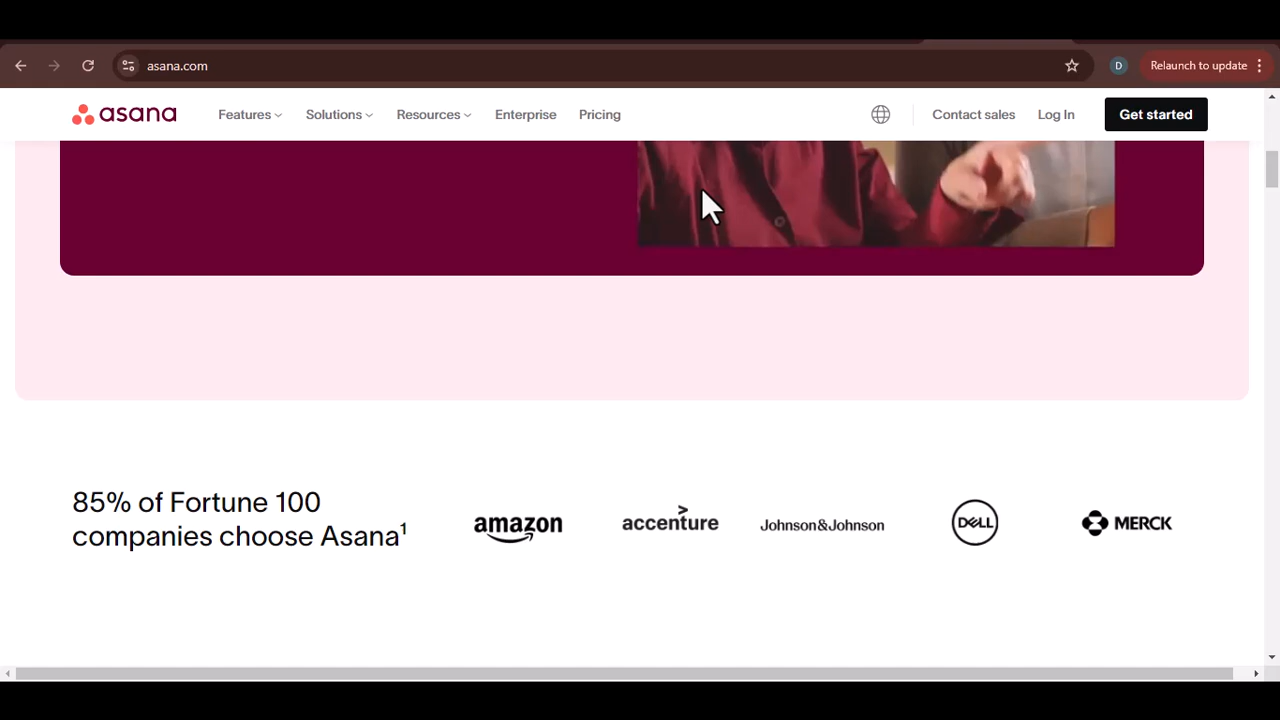 asana.com
D
Relaunch to update
asana
Features
Solutions
Resources
Enterprise
Pricing
Contact sales
Log In
Get started
85% of Fortune 100
companies choose Asana¹
amazon
accenture
Johnson&Johnson
DELL
MERCK